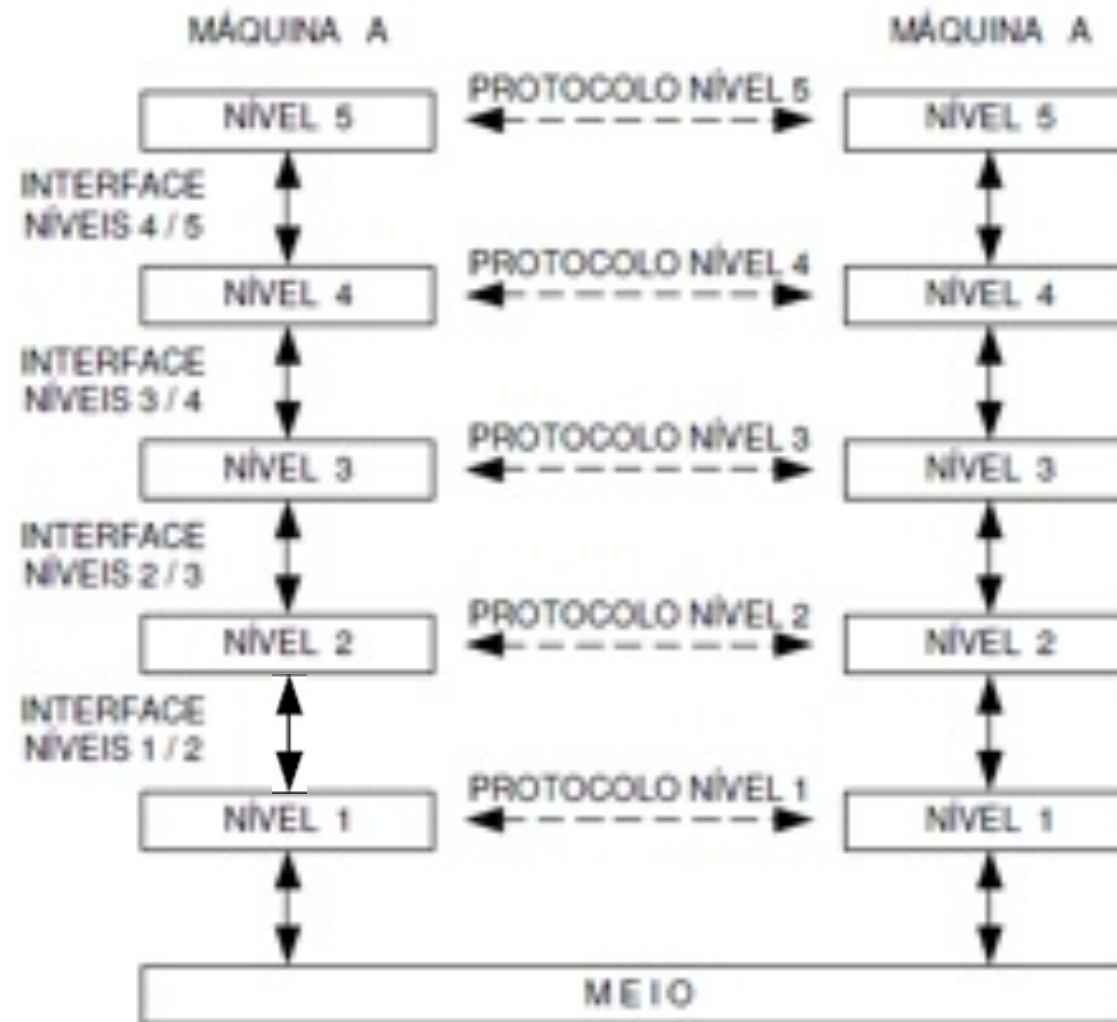 MÁQUINA A
MÁQUINA A
PROTOCOLO NÍVEL 5
NÍVEL 5
NÍVEL 5
INTERFACE
NÍVEIS 4 / 5
PROTOCOLO NÍVEL 4
NÍVEL 4
NÍVEL 4
INTERFACE
NÍVEIS 3 / 4
PROTOCOLO NÍVEL 3
NÍVEL 3
NÍVEL 3
INTERFACE
NÍVEIS 2 / 3
PROTOCOLO NÍVEL 2
NÍVEL 2
NÍVEL 2
INTERFACE
NÍVEIS 1 / 2
PROTOCOLO NÍVEL 1
NÍVEL 1
NÍVEL 1
MEIO